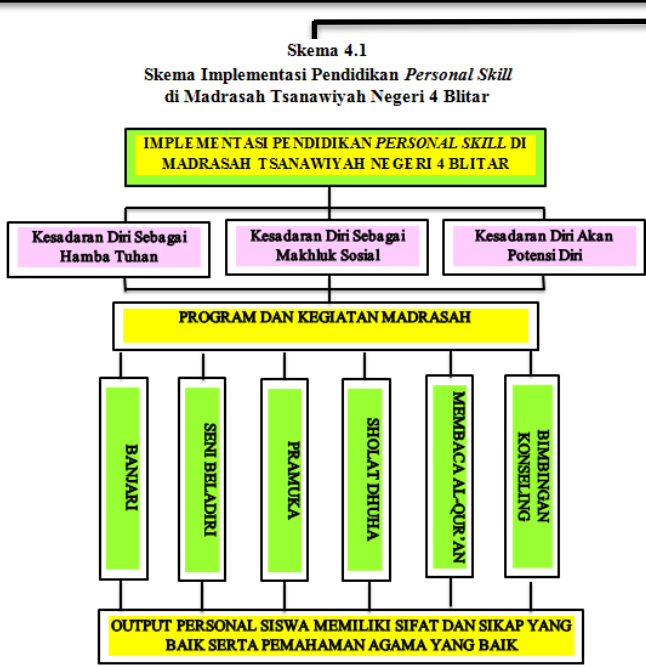 Skema 4.1
Skema Implementasi Pendidikan Personal Skill
di Madrasah Tsanawiyah Negeri 4 Blitar
IMPLEMENTASI PENDIDIKAN PERSONAL SKILL DI
MADRASAH TSANAWIYAH NEGERI 4 BLITAR
Kesadaran Diri Sebagai
Hamba Tuhan
Kesadaran Diri Sebagai
Makhluk Sosial
Kesadaran Diri Akan
Potensi Diri
PROGRAM DAN KEGIATAN MADRASAH
BANJARI
SENI BELADIRI
PRAMUKA
SHOLAT DHUHA
MEMBACA AL-QUR'AN
BIMBINGAN
KONSELING
OUTPUT PERSONAL SISWA MEMILIKI SIFAT DAN SIKAP YANG
BAIK SERTA PEMAHAMAN AGAMA YANG BAIK